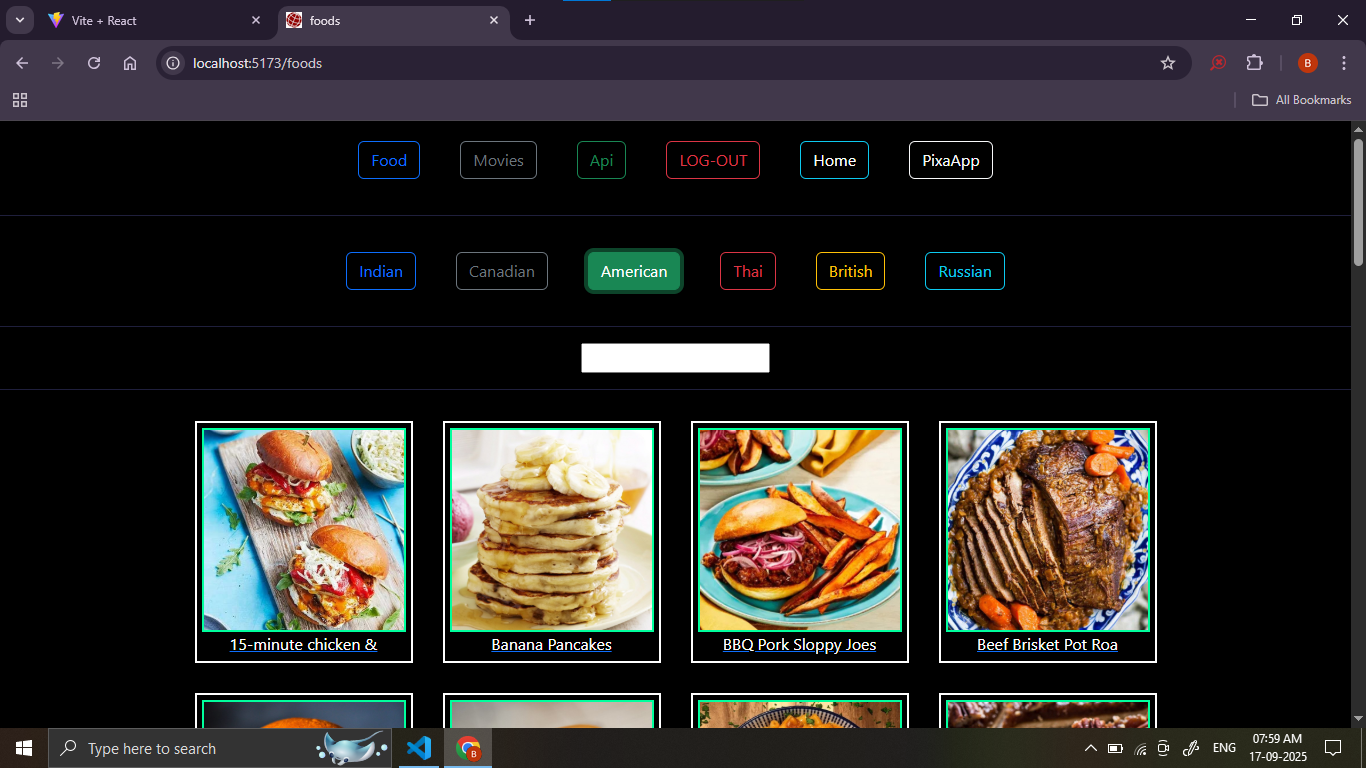 Vite + React
foods
localhost:5173/foods
B
All Bookmarks
Food Movies Api LOG-OUT Home PixaApp
Indian Canadian American Thai British Russian
15-minute chicken & Banana Pancakes BBQ Pork Sloppy Joes Beef Brisket Pot Roa
Type here to search
B
ENG
07:59 AM
17-09-2025